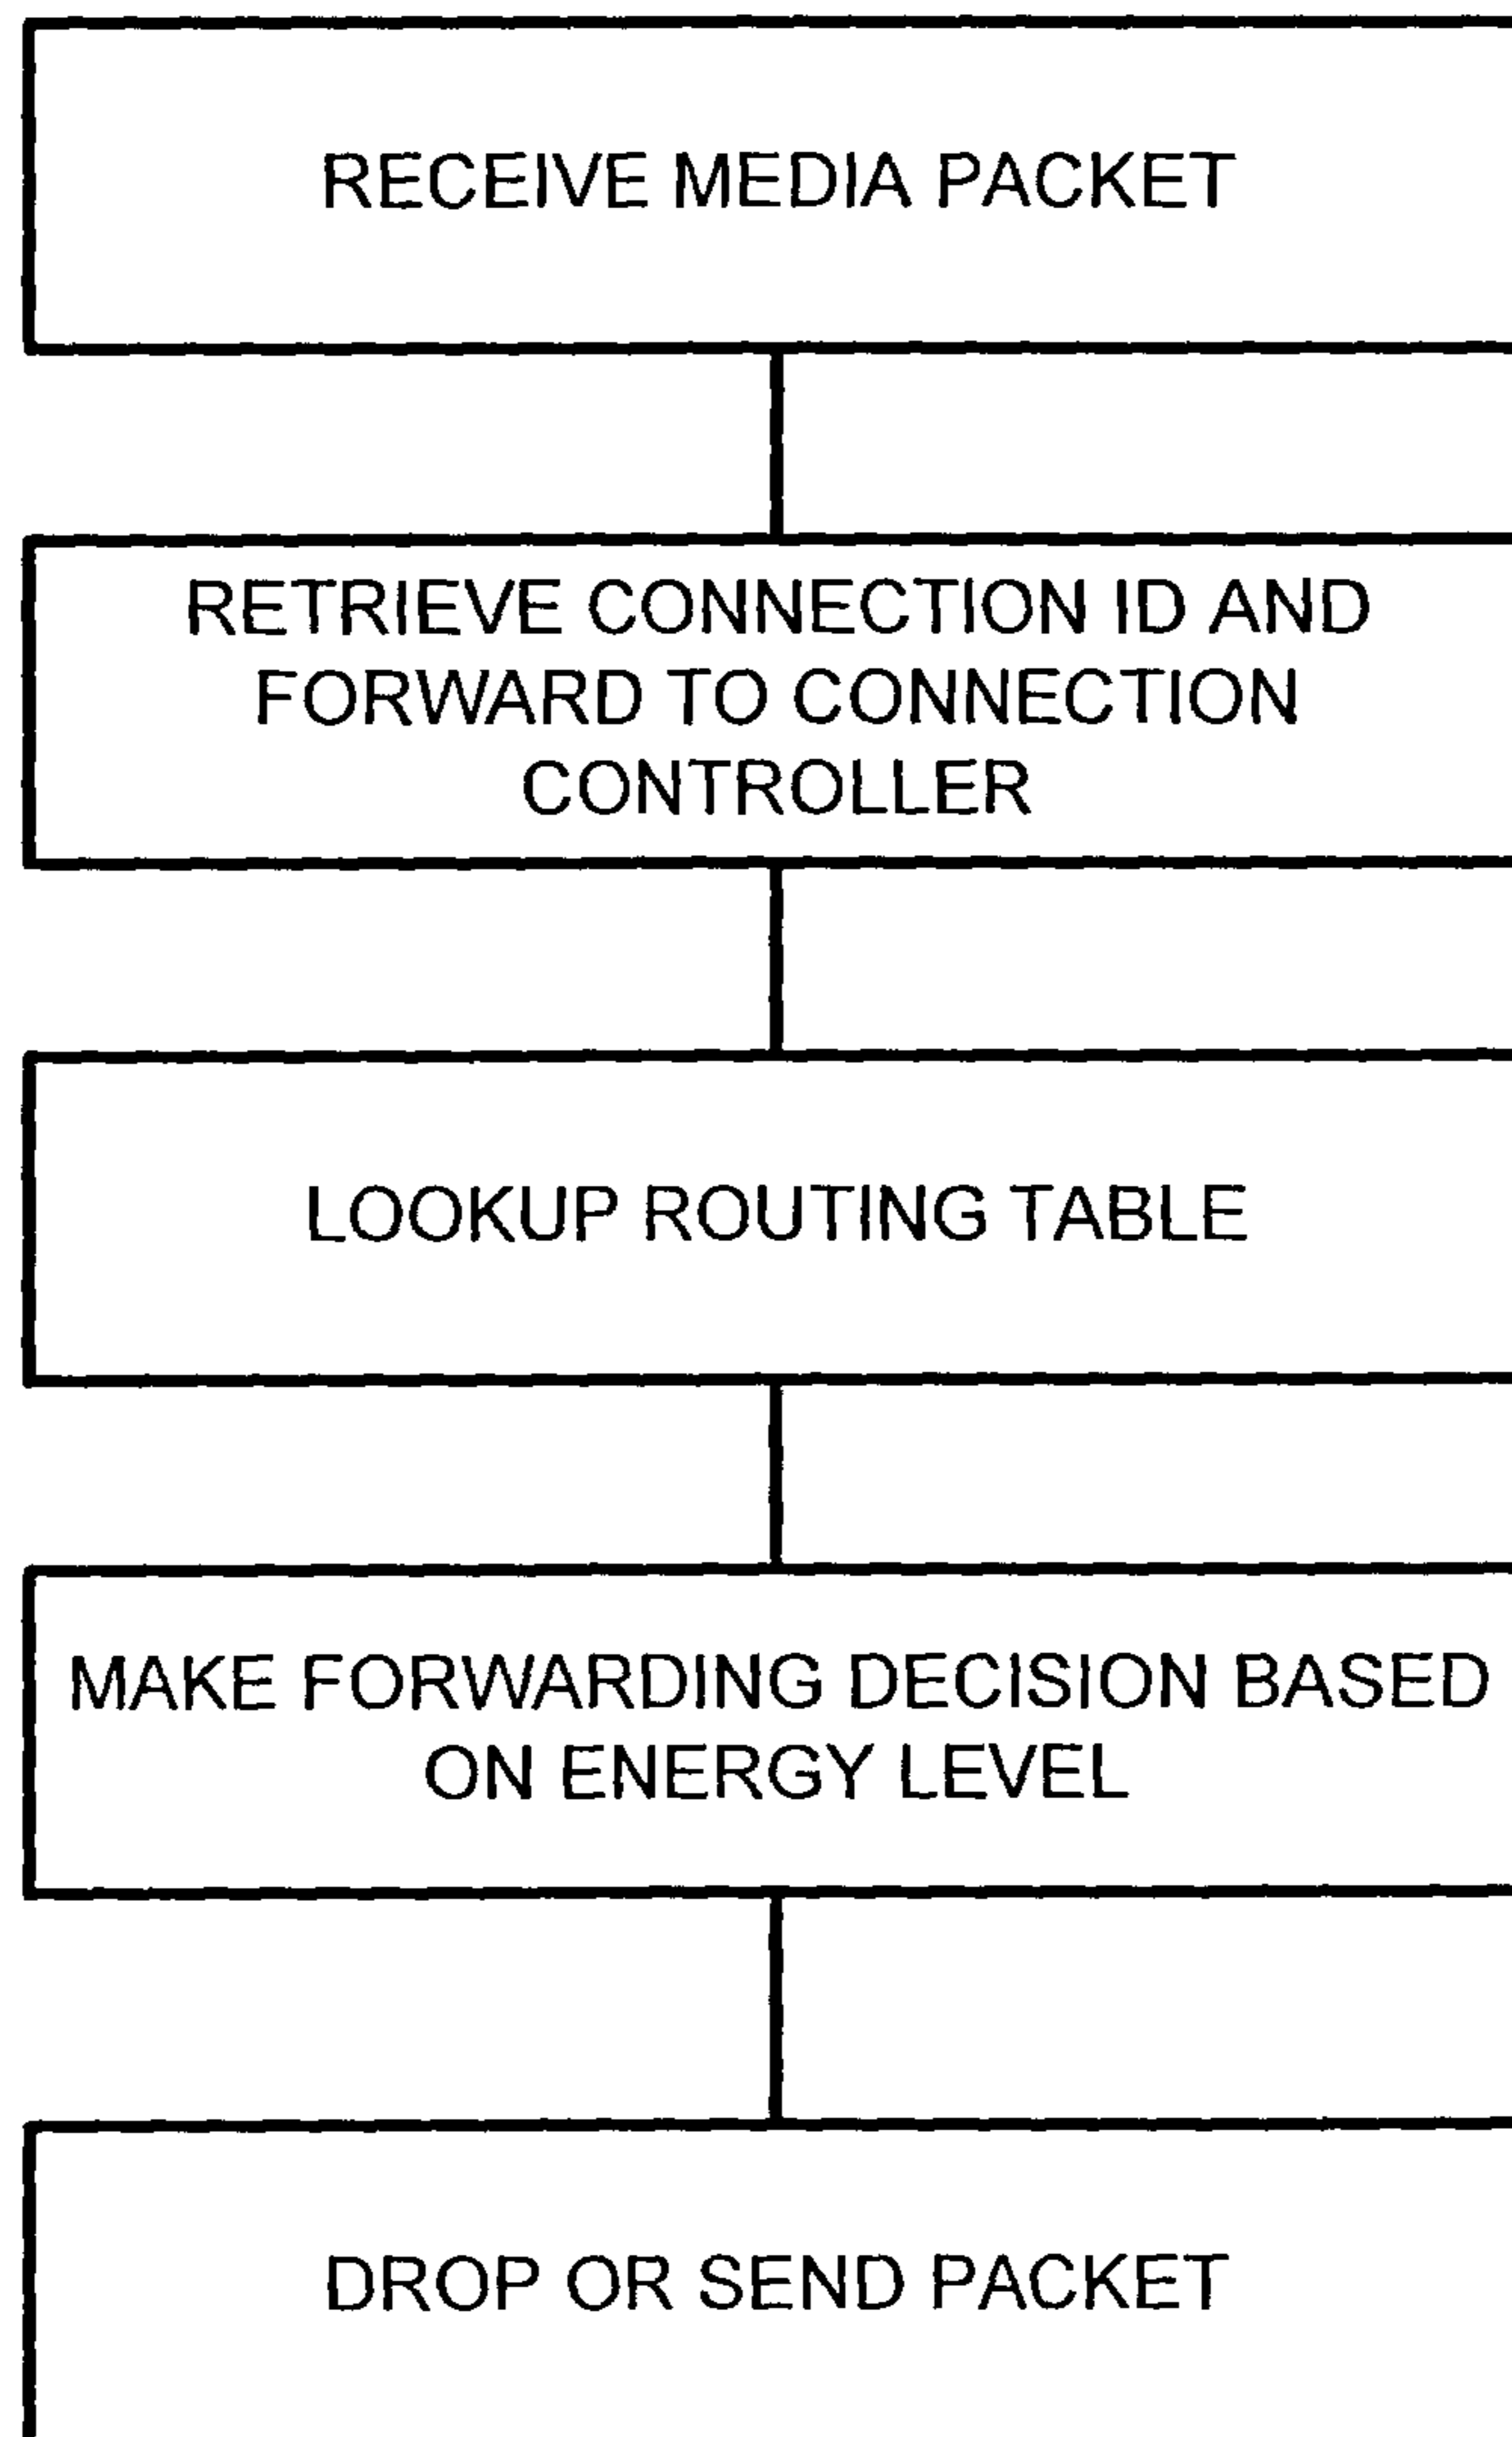 RECEIVE MEDIA PACKET
RETRIEVE CONNECTION ID AND
FORWARD TO CONNECTION
CONTROLLER
LOOKUP ROUTING TABLE
MAKE FORWARDING DECISION BASED
ON ENERGY LEVEL
DROP OR SEND PACKET